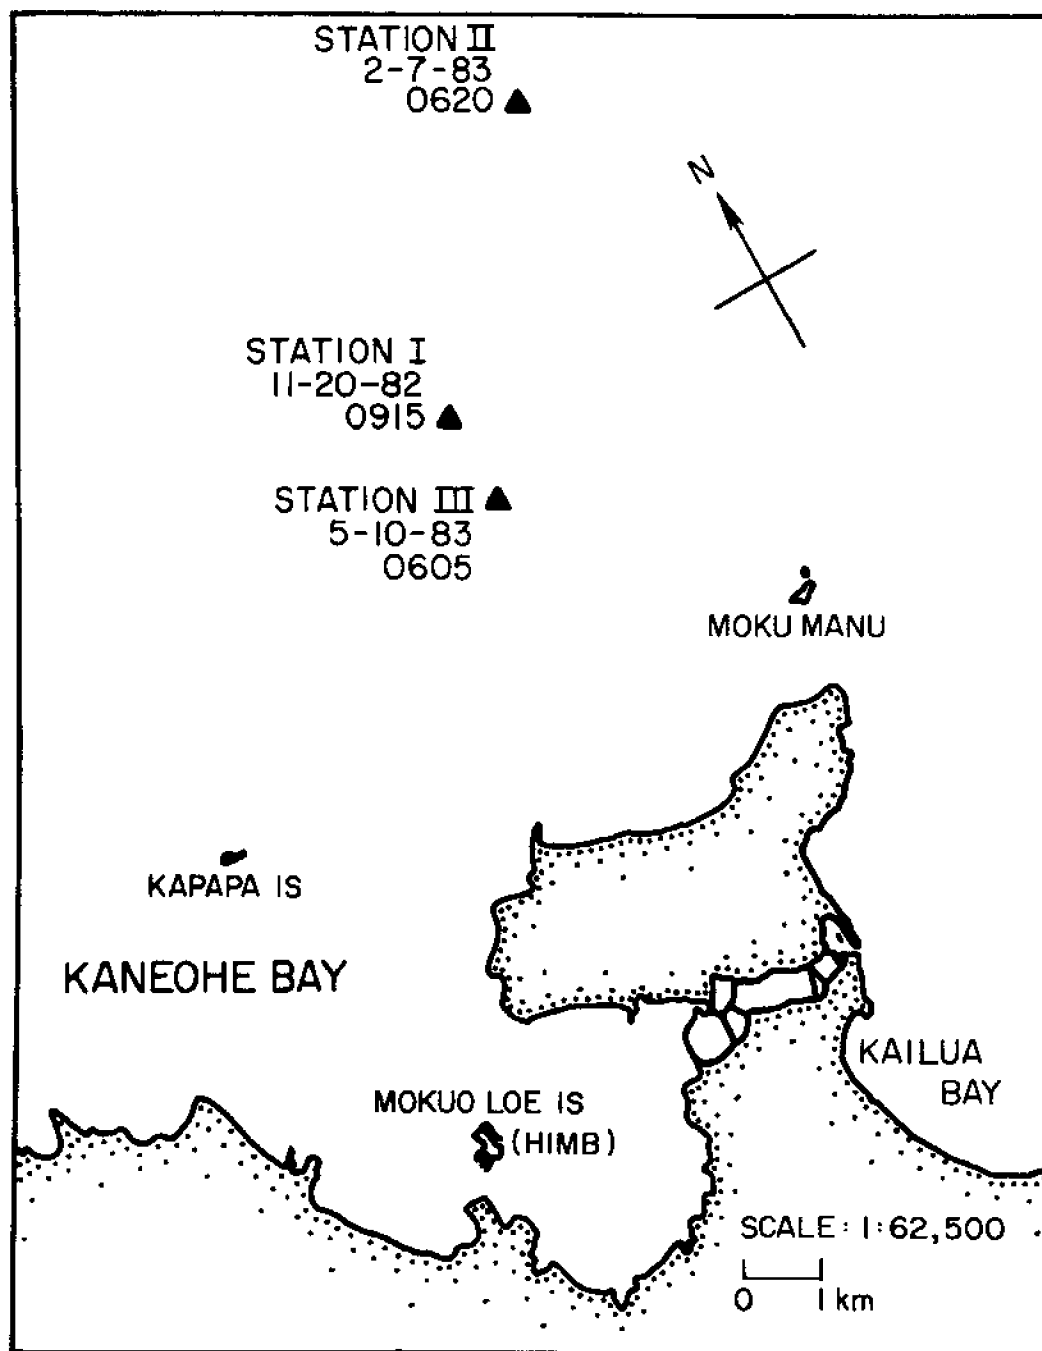 STATION II
2-7-83
0620
N
STATION I
11-20-82
0915
STATION III
5-10-83
0605
MOKU MANU
KAPAPA IS
KANEOHE BAY
KAILUA
BAY
MOKUO LOE IS
(HIMB)
SCALE: 1:62,500
0 1 km